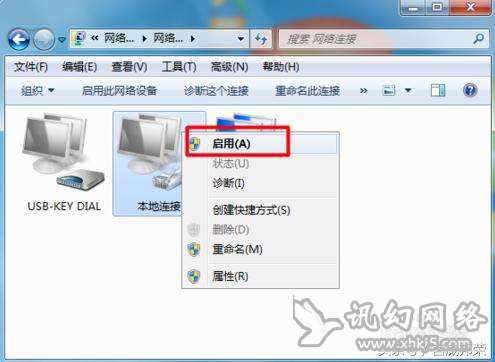 « 网络... ▸ 网络... ▸
搜索 网络连接
文件(F) 编辑(E) 查看(V) 工具(T) 高级(N) 帮助(H)
组织 启用此网络设备 诊断这个连接 重命名此连接 »
启用(A)
状态(U)
诊断(I)
创建快捷方式(S)
删除(D)
重命名(M)
属性(R)
USB-KEY DIAL
本地连接
讯幻网络
www.xhkj5.com